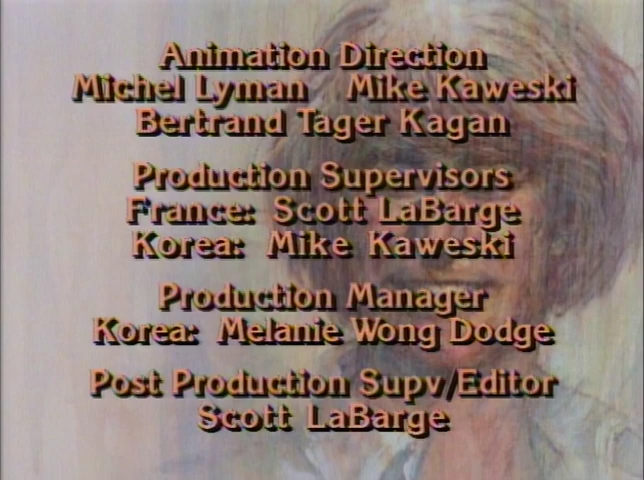 Animation Direction
Michel Lyman Mike Kaweski
Bertrand Tager Kagan
Production Supervisors
France: Scott LaBarge
Korea: Mike Kaweski
Production Manager
Korea: Melanie Wong Dodge
Post Production Supv/Editor
Scott LaBarge